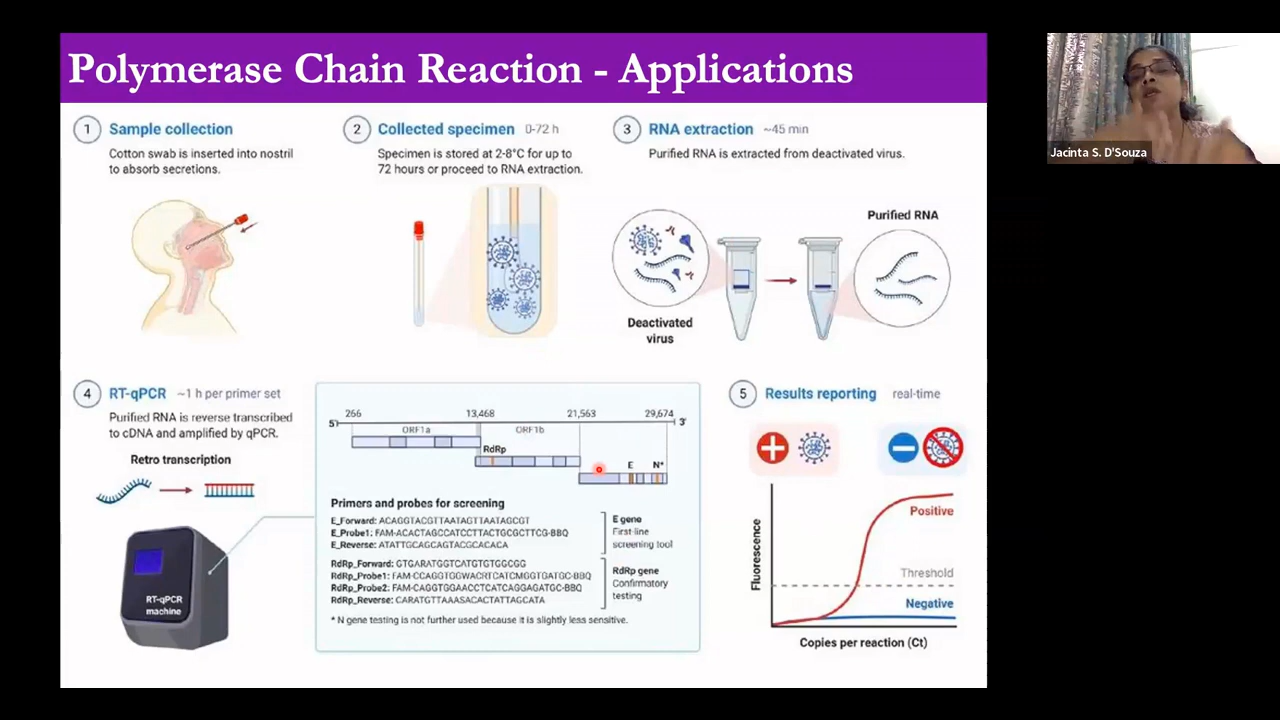 Polymerase Chain Reaction - Applications
1 Sample collection
Cotton swab is inserted into nostril
to absorb secretions.
2 Collected specimen 0-72 h
Specimen is stored at 2-8°C for up to
72 hours or proceed to RNA extraction.
3 RNA extraction ~45 min
Purified RNA is extracted from deactivated virus.
Deactivated
virus
Purified RNA
4 RT-qPCR ~1 h per primer set
Purified RNA is reverse transcribed
to cDNA and amplified by qPCR.
Retro transcription
RT-qPCR
machine
266 13,468 21,563 29,674
5' 3'
ORF1a ORF1b
RdRp
E N*
Primers and probes for screening
E_Forward: ACAGGTACGTTAATAGTTAATAGCGT
E_Probe1: FAM-ACACTAGCCATCCTTACTGCGCTTCG-BBQ
E_Reverse: ATATTGCAGCAGTACGCACACA
E gene
First-line
screening tool
RdRp_Forward: GTGARATGGTCATGTGTGGCGG
RdRp_Probe1: FAM-CCAGGTGGWACRTCATCMGGTGATGC-BBQ
RdRp_Probe2: FAM-CAGGTGGAACCTCATCAGGAGATGC-BBQ
RdRp_Reverse: CARATGTTAAASACACTATTAGCATA
RdRp gene
Confirmatory
testing
* N gene testing is not further used because it is slightly less sensitive.
5 Results reporting real-time
Fluorescence
Positive
Threshold
Negative
Copies per reaction (Ct)
Jacinta S. D'Souza